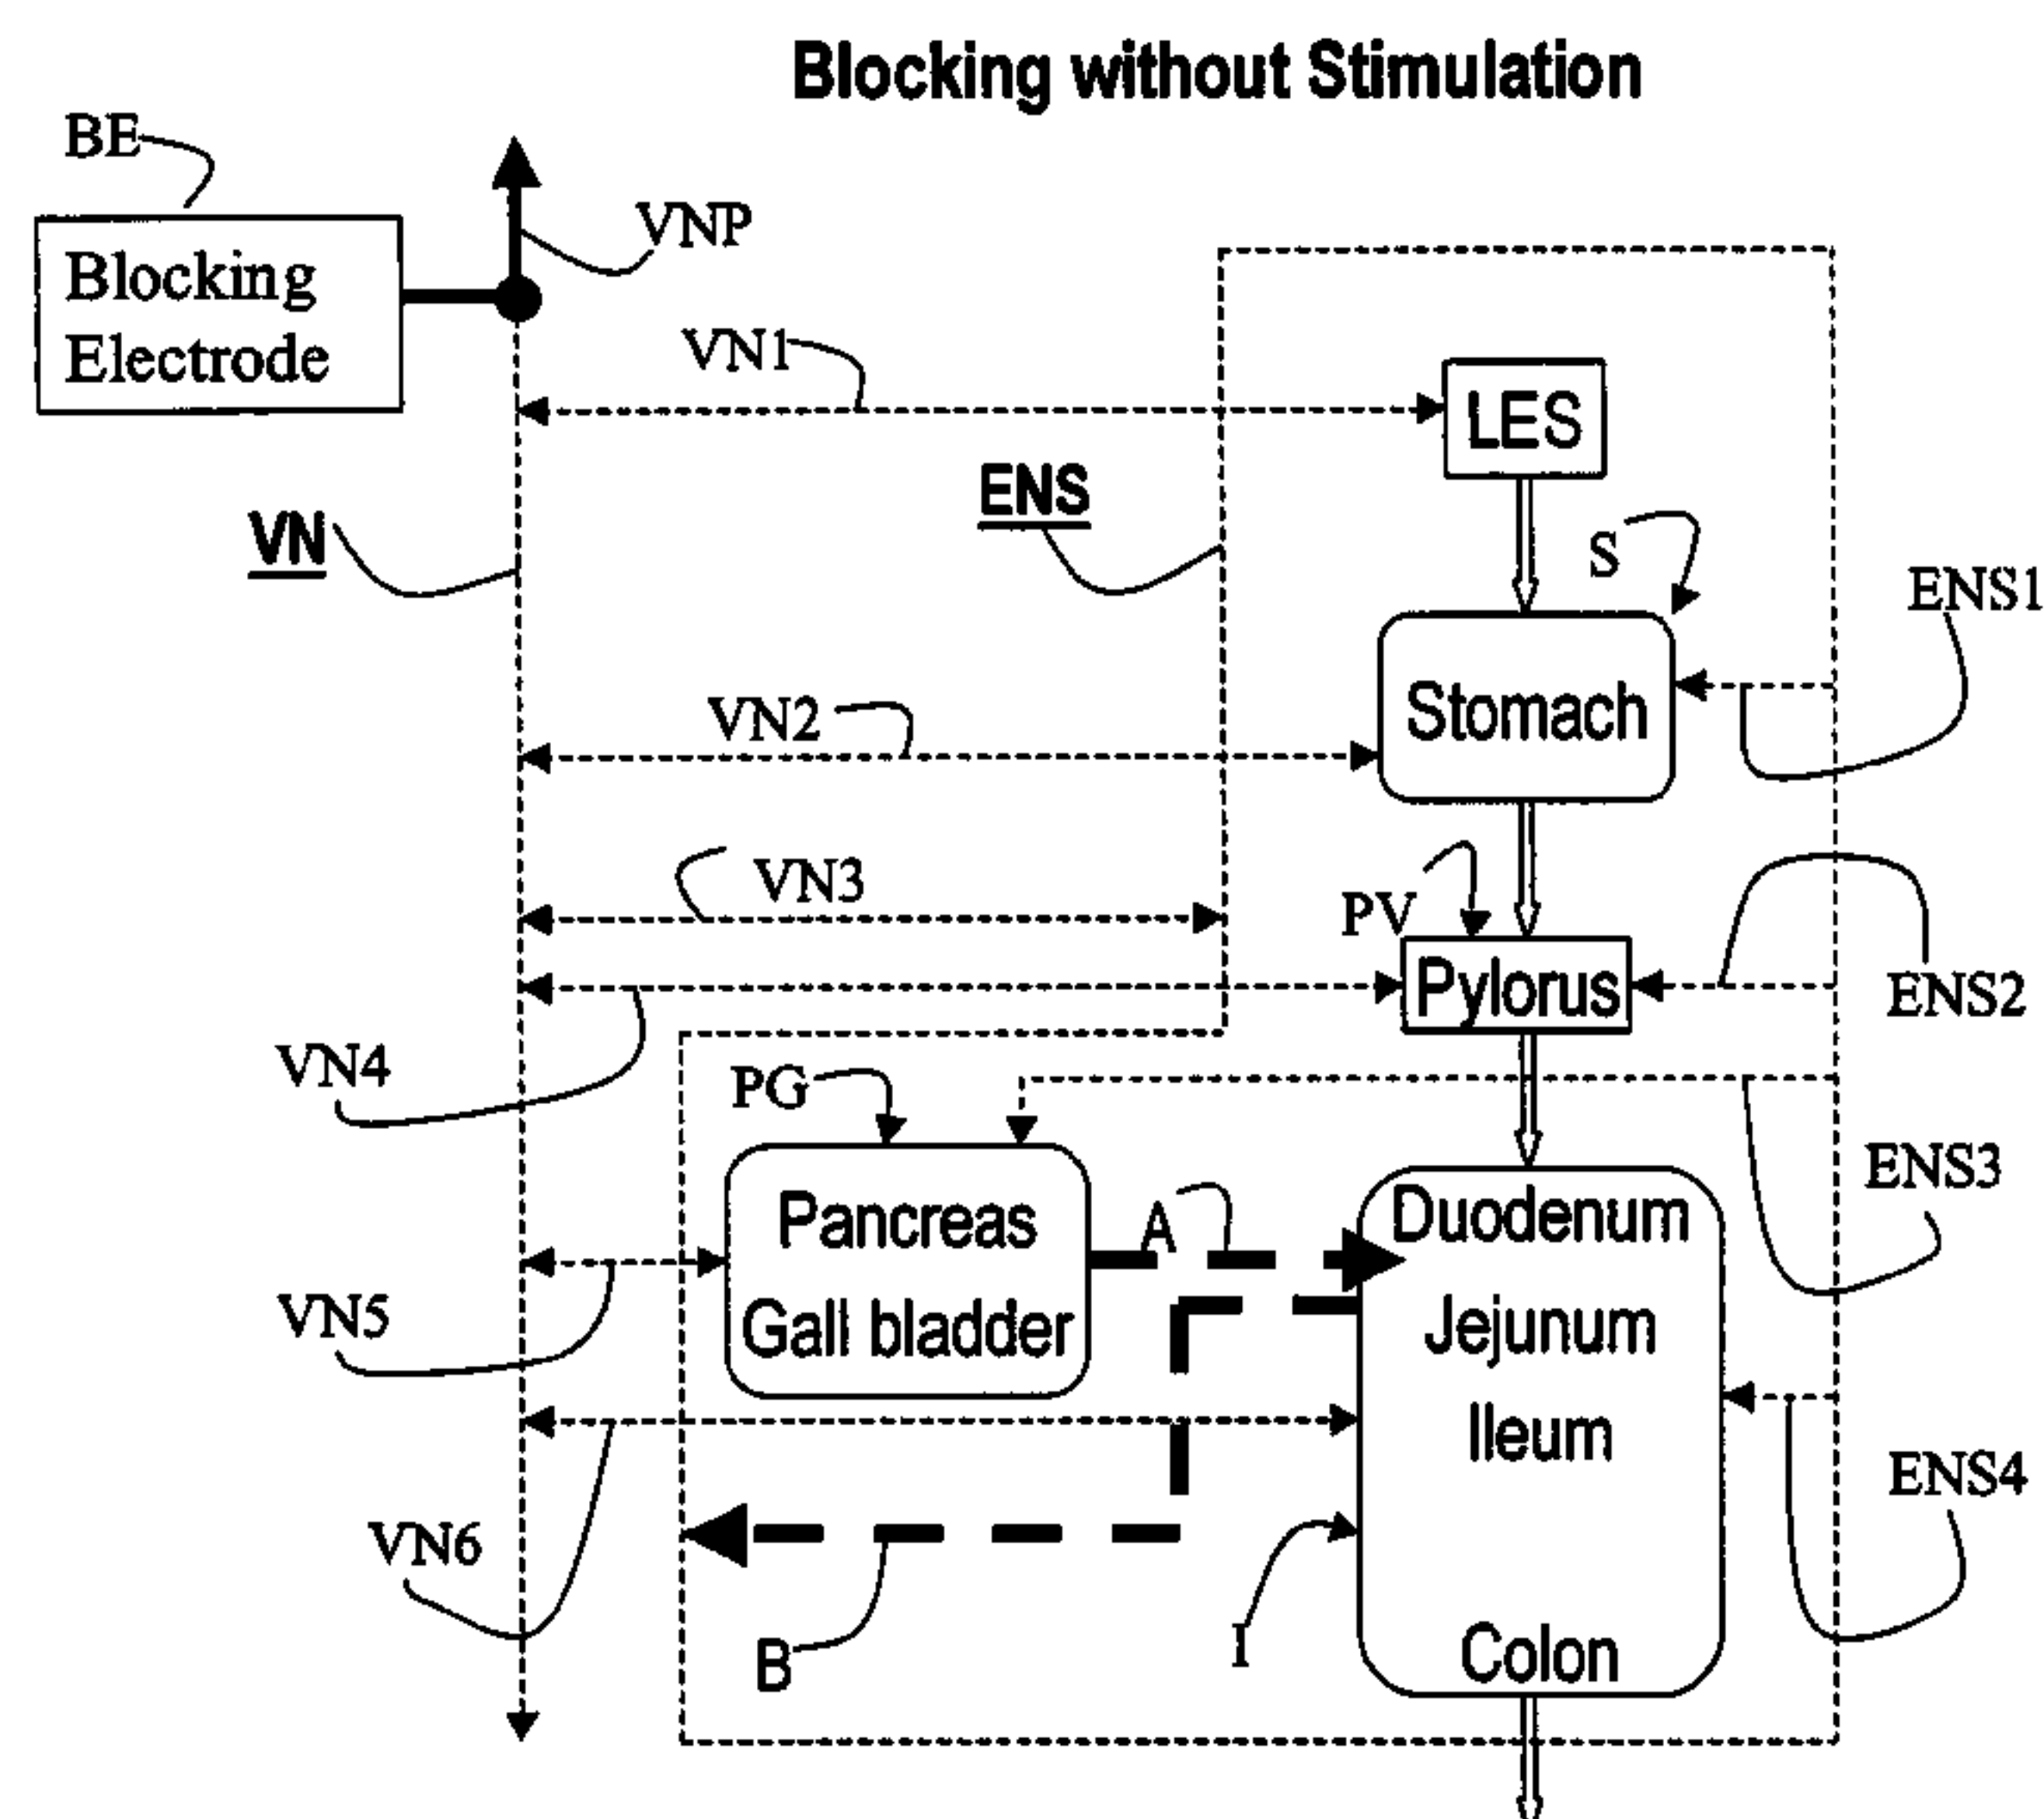 Blocking without Stimulation
BE
VNP
Blocking
Electrode
VN1
LES
ENS
VN
S
ENS1
Stomach
VN2
VN3
PV
Pylorus
ENS2
VN4
PG
ENS3
Pancreas
Gall bladder
A
Duodenum
Jejunum
Ileum
Colon
VN5
ENS4
VN6
B
I